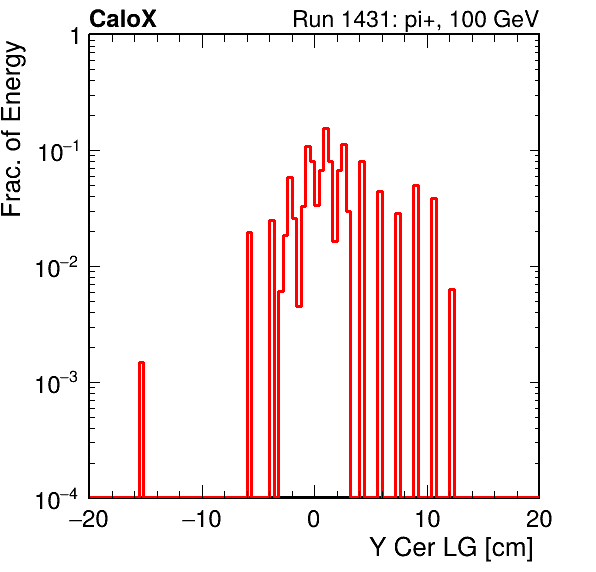 CaloX Run 1431: pi+, 100 GeV
Frac. of Energy
1
10⁻¹
10⁻²
10⁻³
10⁻⁴
−20 −10 0 10 20
Y Cer LG [cm]